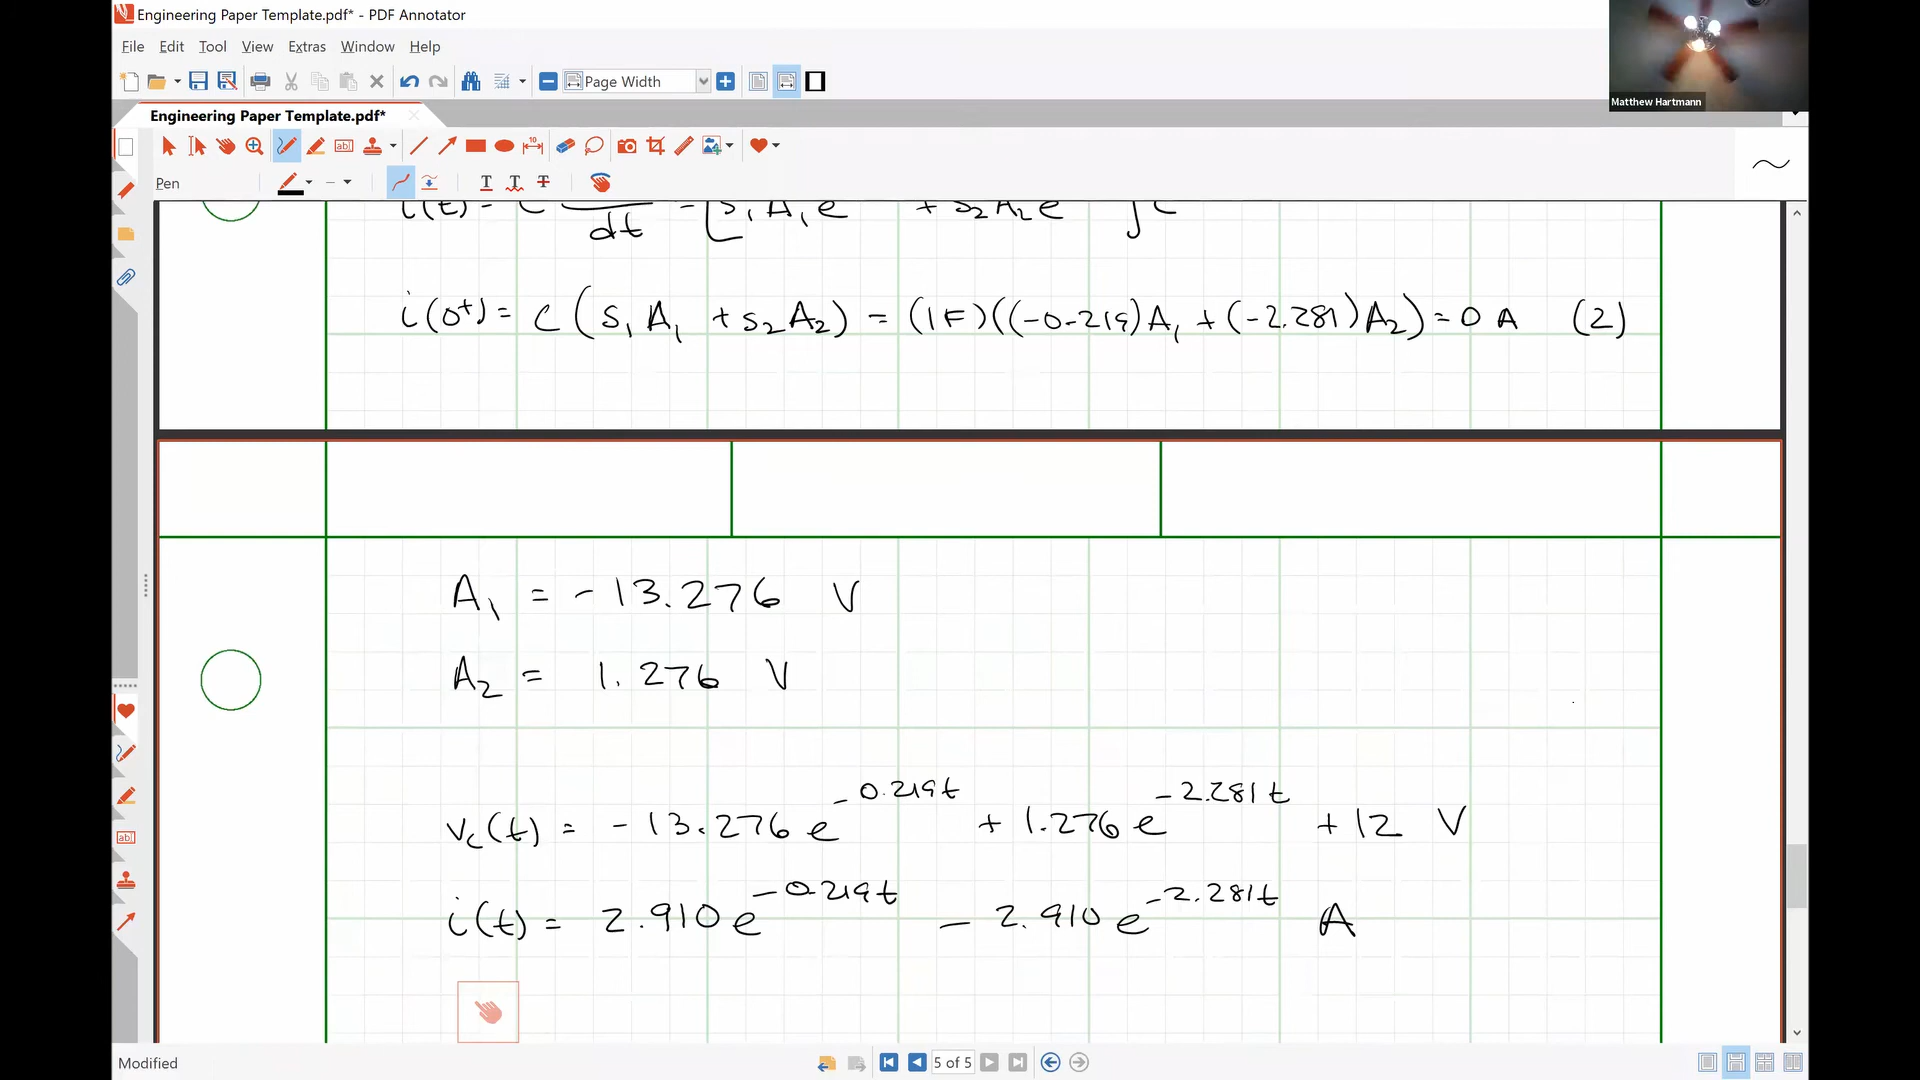 Engineering Paper Template.pdf* - PDF Annotator
File Edit Tool View Extras Window Help
Page Width
Matthew Hartmann
Engineering Paper Template.pdf*
Pen
i(t) = C / dt = [s₁A₁e + s₂A₂e ] C
i(0⁺) = C (s₁A₁ + s₂A₂) = (1F)((-0.219)A₁ + (-2.281)A₂) = 0 A (2)
A₁ = -13.276 V
A₂ = 1.276 V
v_c(t) = -13.276 e^{-0.219t} + 1.276 e^{-2.281t} + 12 V
i(t) = 2.910 e^{-0.219t} - 2.910 e^{-2.281t} A
Modified
5 of 5